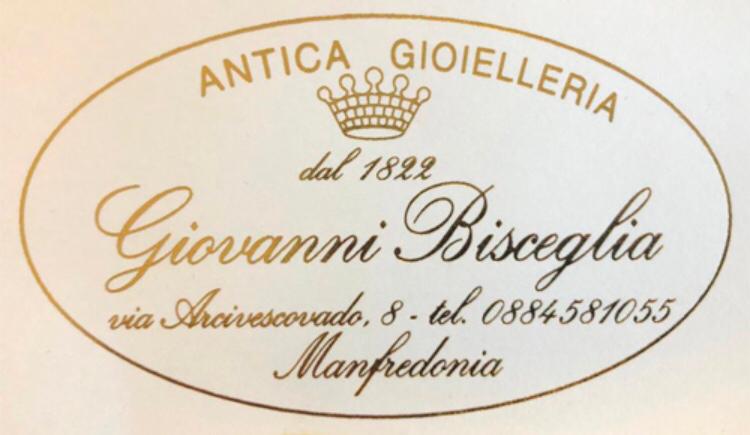 ANTICA GIOIELLERIA
dal 1822
Giovanni Bisceglia
via Arcivescovado, 8 - tel. 0884581055
Manfredonia